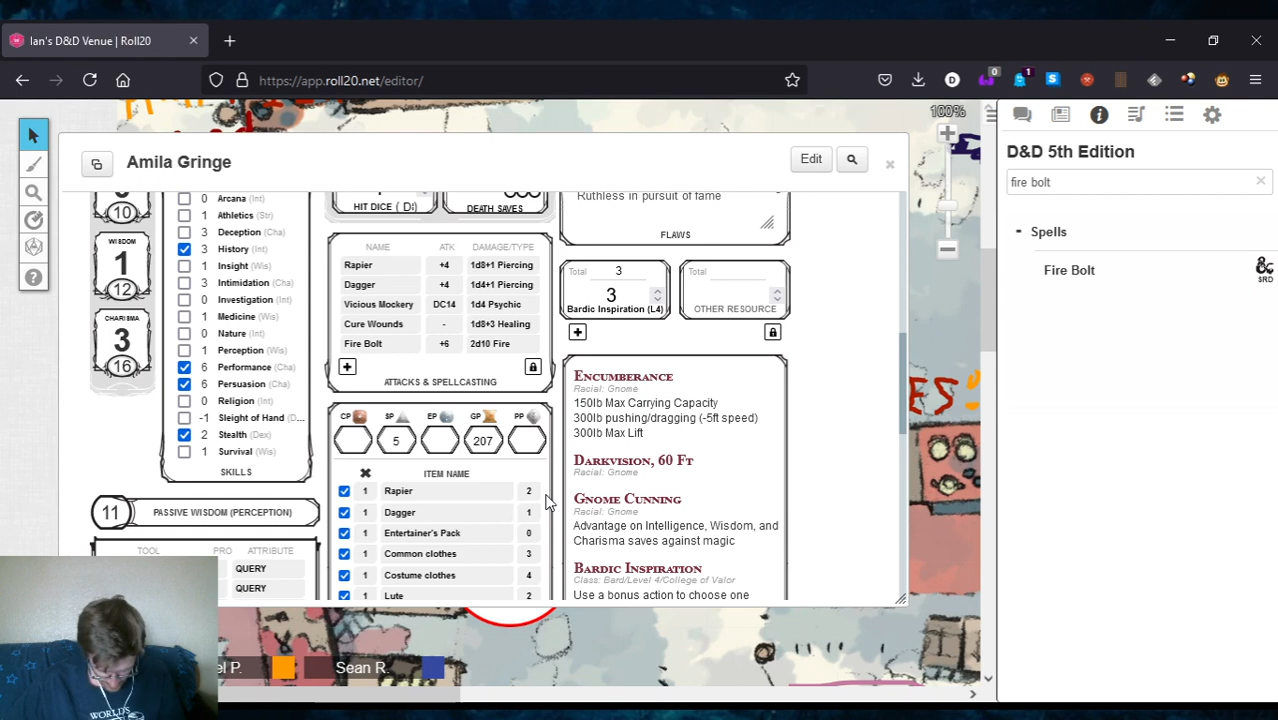 Ian's D&D Venue | Roll20
https://app.roll20.net/editor/
0
1
100%
Amila Gringe
Edit
10
WISDOM
1
12
CHARISMA
3
16
0 Arcana (Int)
1 Athletics (Str)
3 Deception (Cha)
3 History (Int)
1 Insight (Wis)
3 Intimidation (Cha)
0 Investigation (Int)
1 Medicine (Wis)
0 Nature (Int)
1 Perception (Wis)
6 Performance (Cha)
6 Persuasion (Cha)
0 Religion (Int)
-1 Sleight of Hand (D...
2 Stealth (Dex)
1 Survival (Wis)
SKILLS
11 PASSIVE WISDOM (PERCEPTION)
TOOL PRO ATTRIBUTE
QUERY
QUERY
HIT DICE
DEATH SAVES
NAME ATK DAMAGE/TYPE
Rapier +4 1d8+1 Piercing
Dagger +4 1d4+1 Piercing
Vicious Mockery DC14 1d4 Psychic
Cure Wounds - 1d8+3 Healing
Fire Bolt +6 2d10 Fire
ATTACKS & SPELLCASTING
CP SP EP GP PP
5 207
ITEM NAME
1 Rapier 2
1 Dagger 1
1 Entertainer's Pack 0
1 Common clothes 3
1 Costume clothes 4
1 Lute 2
Ruthless in pursuit of fame
FLAWS
Total 3
3
Bardic Inspiration (L4)
Total
OTHER RESOURCE
Encumberance
Racial: Gnome
150lb Max Carrying Capacity
300lb pushing/dragging (-5ft speed)
300lb Max Lift
Darkvision, 60 Ft
Racial: Gnome
Gnome Cunning
Racial: Gnome
Advantage on Intelligence, Wisdom, and
Charisma saves against magic
Bardic Inspiration
Class: Bard/Level 4/College of Valor
Use a bonus action to choose one
D&D 5th Edition
fire bolt
Spells
Fire Bolt
SRD
el P.
Sean R.
WORLD'S